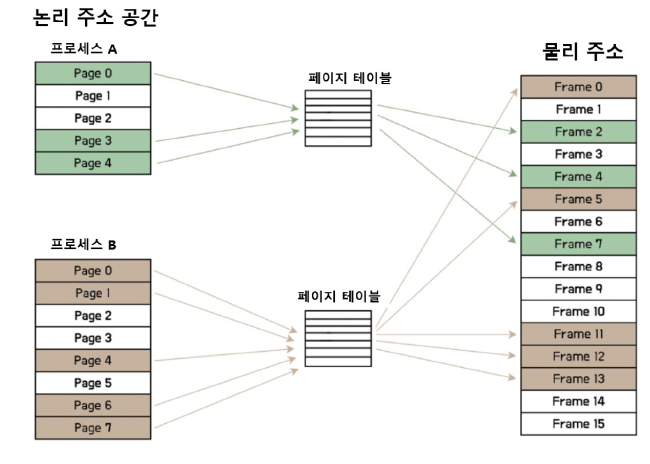 논리 주소 공간
프로세스 A
Page 0
Page 1
Page 2
Page 3
Page 4
페이지 테이블
프로세스 B
Page 0
Page 1
Page 2
Page 3
Page 4
Page 5
Page 6
Page 7
페이지 테이블
물리 주소
Frame 0
Frame 1
Frame 2
Frame 3
Frame 4
Frame 5
Frame 6
Frame 7
Frame 8
Frame 9
Frame 10
Frame 11
Frame 12
Frame 13
Frame 14
Frame 15